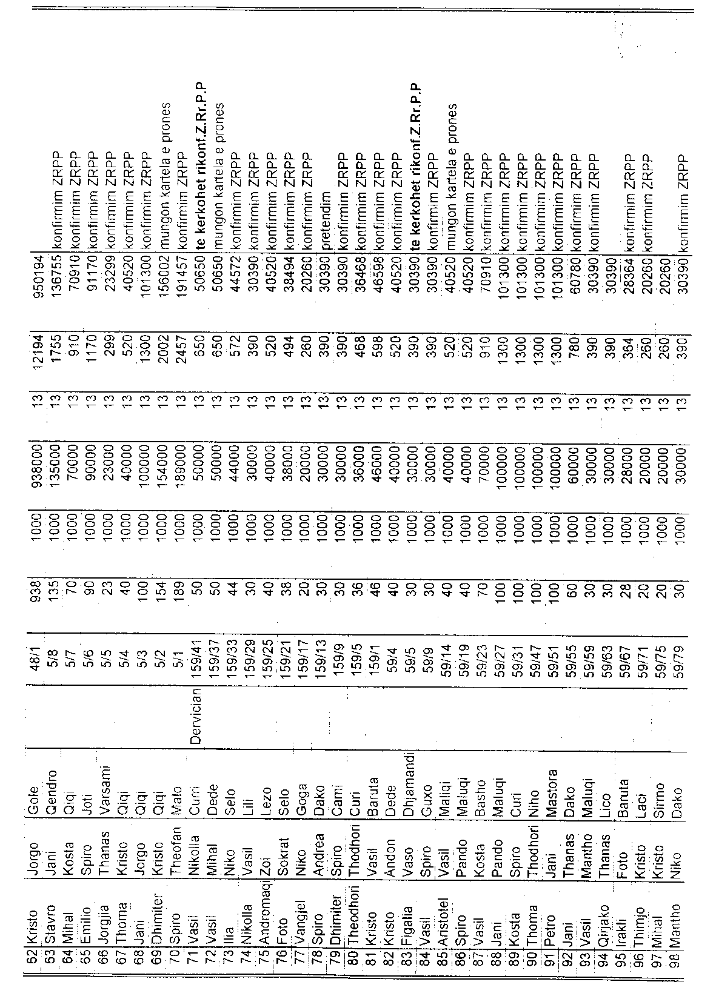 62 Kristo Jorgo Gole 48/1 938 1000 938000 13 12194 950194
63 Stavro Jani Qendro 5/8 135 1000 135000 13 1755 136755 konfirmim ZRPP
64 Mihal Kosta Qiqi 5/7 70 1000 70000 13 910 70910 konfirmim ZRPP
65 Emilio Spiro Joti 5/6 90 1000 90000 13 1170 91170 konfirmim ZRPP
66 Jorgjia Thanas Varsami 5/5 23 1000 23000 13 299 23299 konfirmim ZRPP
67 Thoma Kristo Qiqi 5/4 40 1000 40000 13 520 40520 konfirmim ZRPP
68 Jani Jorgo Qiqi 5/3 100 1000 100000 13 1300 101300 konfirmim ZRPP
69 Dhimiter Kristo Qiqi 5/2 154 1000 154000 13 2002 156002 mungon kartela e prones
70 Spiro Theofan Malo 5/1 189 1000 189000 13 2457 191457 konfirmim ZRPP
71 Vasil Nikolla Curri Dervician 159/41 50 1000 50000 13 650 50650 te kerkohet rikonf.Z.Rr.P.P
72 Vasil Mihal Dede 159/37 50 1000 50000 13 650 50650 mungon kartela e prones
73 Ilia Niko Selo 159/33 44 1000 44000 13 572 44572 konfirmim ZRPP
74 Nikolla Vasil Lili 159/29 30 1000 30000 13 390 30390 konfirmim ZRPP
75 Andromaqi Zoi Lezo 159/25 40 1000 40000 13 520 40520 konfirmim ZRPP
76 Foto Sokrat Selo 159/21 38 1000 38000 13 494 38494 konfirmim ZRPP
77 Vangjel Niko Goga 159/17 20 1000 20000 13 260 20260 konfirmim ZRPP
78 Spiro Andrea Dako 159/13 30 1000 30000 13 390 30390 pretendim
79 Dhimiter Spiro Cami 159/9 30 1000 30000 13 390 30390 konfirmim ZRPP
80 Theodhori Thodhori Curi 159/5 36 1000 36000 13 468 36468 konfirmim ZRPP
81 Kristo Vasil Baruta 159/1 46 1000 46000 13 598 46598 konfirmim ZRPP
82 Kristo Andon Dede 59/4 40 1000 40000 13 520 40520 konfirmim ZRPP
83 Figalia Vaso Dhjamandi 59/5 30 1000 30000 13 390 30390 te kerkohet rikonf.Z.Rr.P.P
84 Vasil Spiro Guxo 59/9 30 1000 30000 13 390 30390 konfirmim ZRPP
85 Aristotel Vasil Maliqi 59/14 40 1000 40000 13 520 40520 mungon kartela e prones
86 Spiro Pando Maluqi 59/19 40 1000 40000 13 520 40520 konfirmim ZRPP
87 Vasil Kosta Basho 59/23 70 1000 70000 13 910 70910 konfirmim ZRPP
88 Jani Pando Maluqi 59/27 100 1000 100000 13 1300 101300 konfirmim ZRPP
89 Kosta Spiro Curi 59/31 100 1000 100000 13 1300 101300 konfirmim ZRPP
90 Thoma Thodhori Niho 59/47 100 1000 100000 13 1300 101300 konfirmim ZRPP
91 Petro Jani Mastora 59/51 100 1000 100000 13 1300 101300 konfirmim ZRPP
92 Jani Thanas Dako 59/55 60 1000 60000 13 780 60780 konfirmim ZRPP
93 Vasil Mantho Maluqi 59/59 30 1000 30000 13 390 30390 konfirmim ZRPP
94 Qirjako Thanas Lico 59/63 30 1000 30000 13 390 30390
95 Irakli Foto Banuta 59/67 28 1000 28000 13 364 28364 konfirmim ZRPP
96 Thimjo Kristo Laci 59/71 20 1000 20000 13 260 20260 konfirmim ZRPP
97 Mihal Kristo Sirmo 59/75 20 1000 20000 13 260 20260
98 Mantho Niko Dako 59/79 30 1000 30000 13 390 30390 konfirmim ZRPP